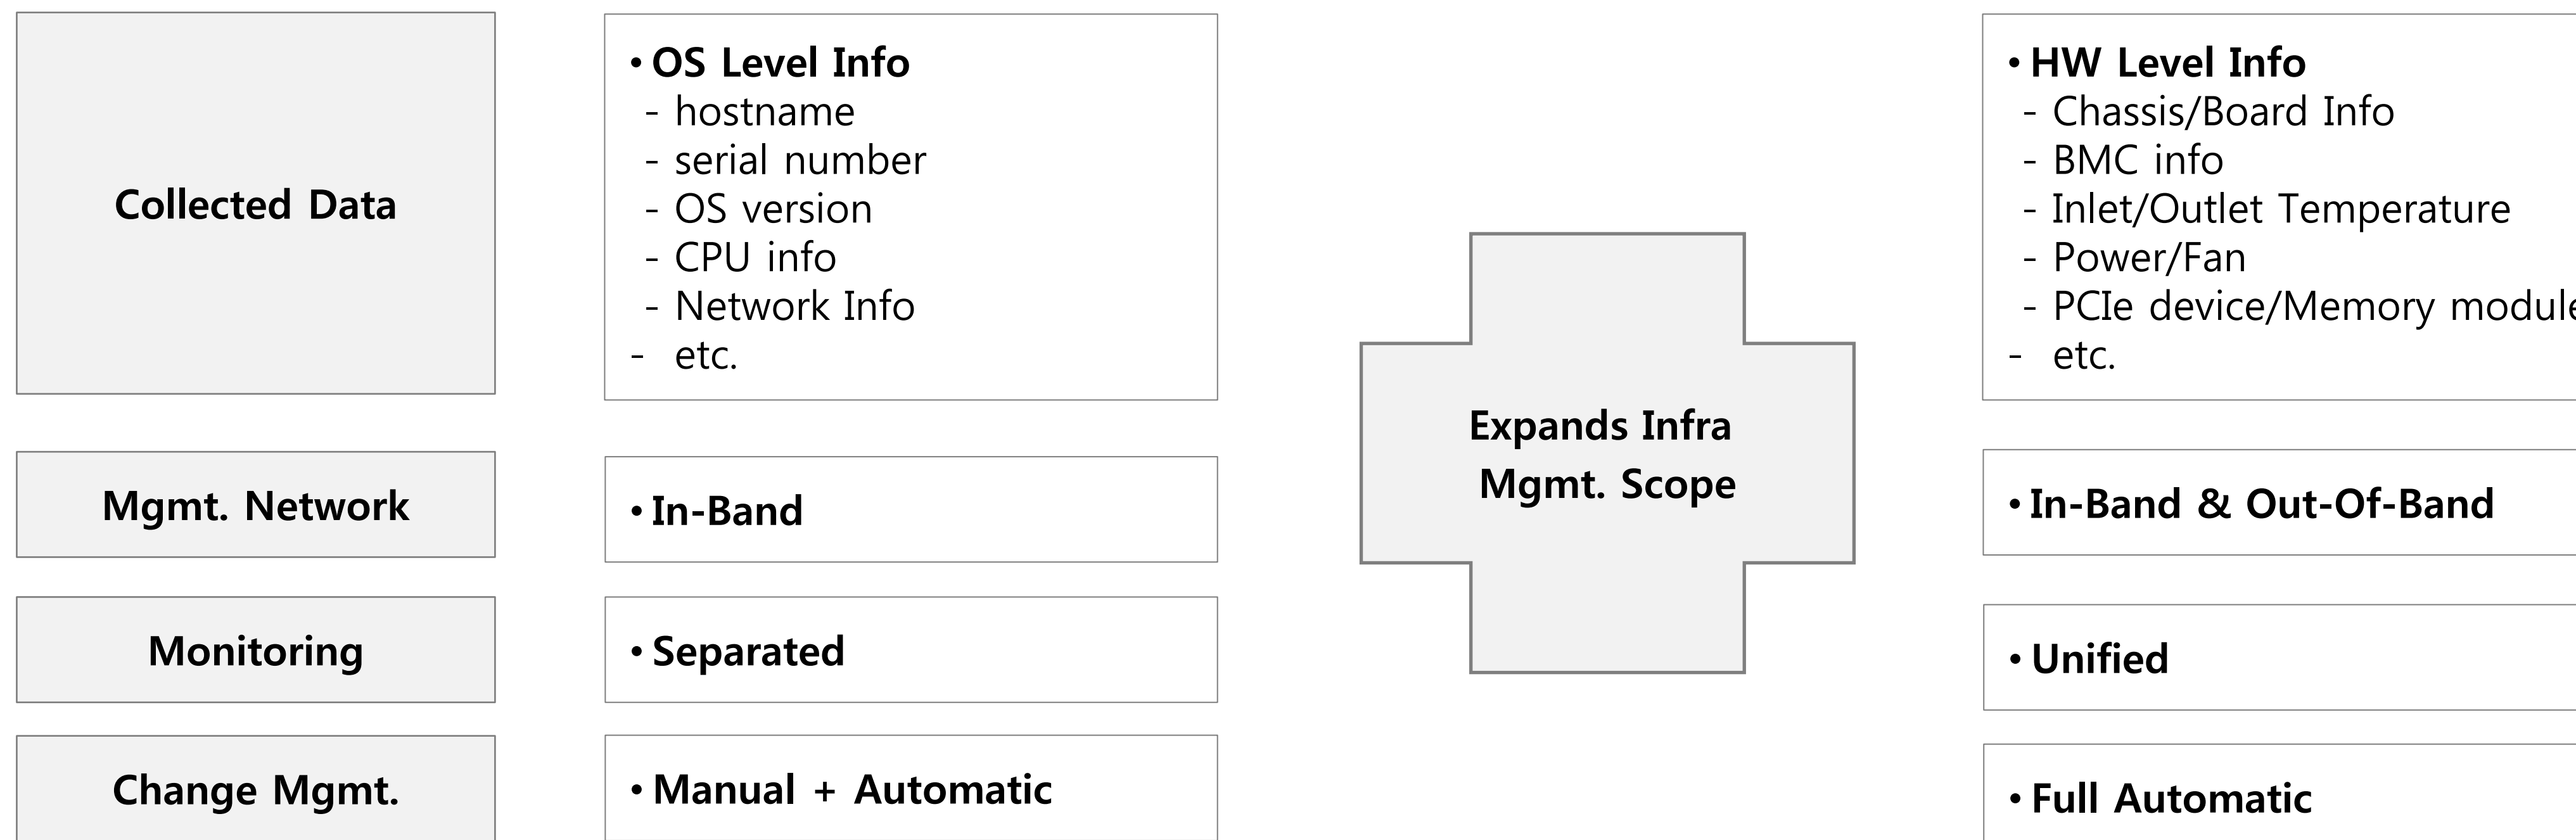 Collected Data
• OS Level Info
- hostname
- serial number
- OS version
- CPU info
- Network Info
- etc.
Expands Infra
Mgmt. Scope
• HW Level Info
- Chassis/Board Info
- BMC info
- Inlet/Outlet Temperature
- Power/Fan
- PCIe device/Memory module
- etc.
Mgmt. Network
• In-Band
• In-Band & Out-Of-Band
Monitoring
• Separated
• Unified
Change Mgmt.
• Manual + Automatic
• Full Automatic